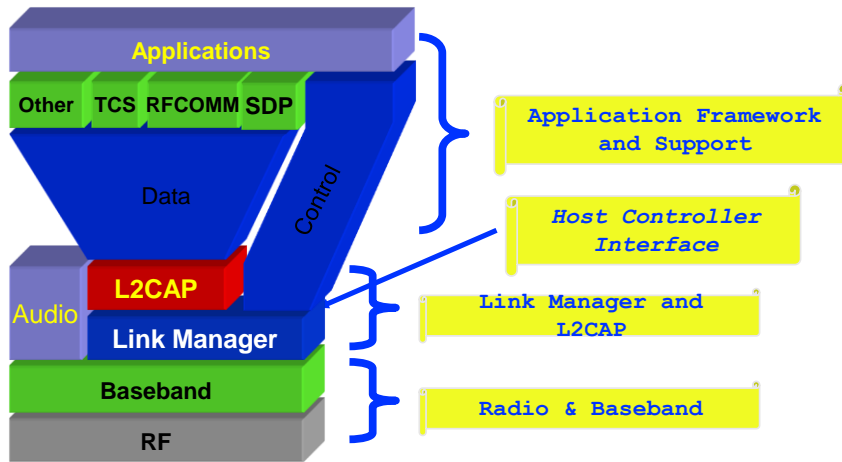 Applications
Other TCS RFCOMM SDP
Application Framework
and Support
Data
Control
Host Controller
Interface
L2CAP
Audio
Link Manager
Link Manager and
L2CAP
Baseband
Radio & Baseband
RF